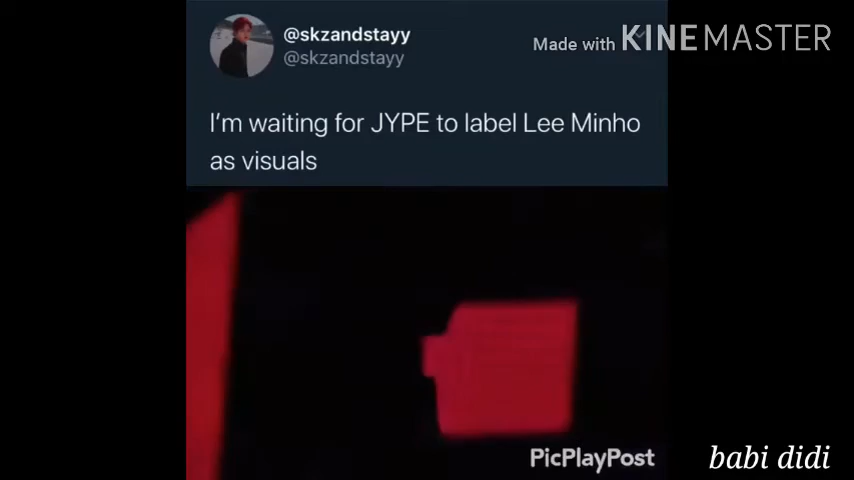 @skzandstayy
@skzandstayy
Made with KINEMASTER
I'm waiting for JYPE to label Lee Minho
as visuals
PicPlayPost
babi didi